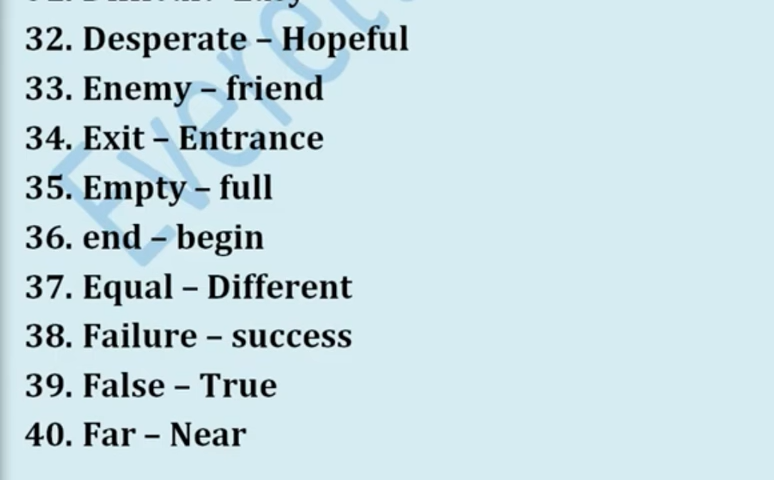 32. Desperate – Hopeful
33. Enemy – friend
34. Exit – Entrance
35. Empty – full
36. end – begin
37. Equal – Different
38. Failure – success
39. False – True
40. Far – Near